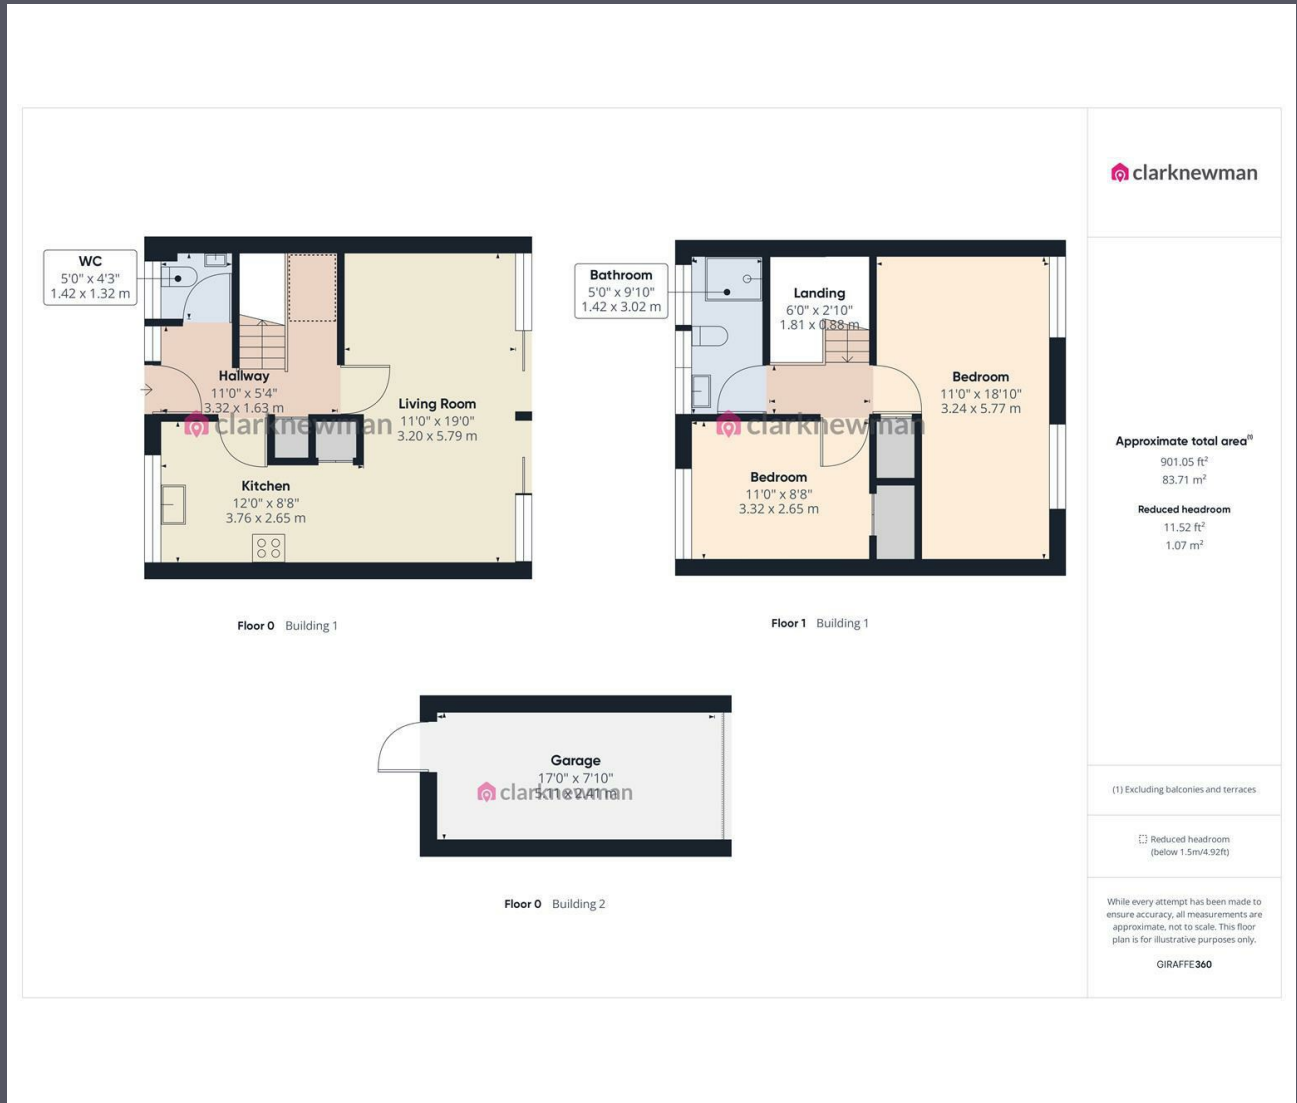 clarknewman
WC
5'0" x 4'3"
1.42 x 1.32 m
Hallway
11'0" x 5'4"
3.32 x 1.63 m
Living Room
11'0" x 19'0"
3.20 x 5.79 m
clarknewman
Kitchen
12'0" x 8'8"
3.76 x 2.65 m
Floor 0 Building 1
Bathroom
5'0" x 9'10"
1.42 x 3.02 m
Landing
6'0" x 2'10"
1.81 x 0.88 m
Bedroom
11'0" x 18'10"
3.24 x 5.77 m
clarknewman
Bedroom
11'0" x 8'8"
3.32 x 2.65 m
Floor 1 Building 1
Garage
17'0" x 7'10"
5.11 x 2.41 m
clarknewman
Floor 0 Building 2
Approximate total area⁽¹⁾
901.05 ft²
83.71 m²
Reduced headroom
11.52 ft²
1.07 m²
(1) Excluding balconies and terraces
Reduced headroom
(below 1.5m/4.92ft)
While every attempt has been made to
ensure accuracy, all measurements are
approximate, not to scale. This floor
plan is for illustrative purposes only.
GIRAFFE360